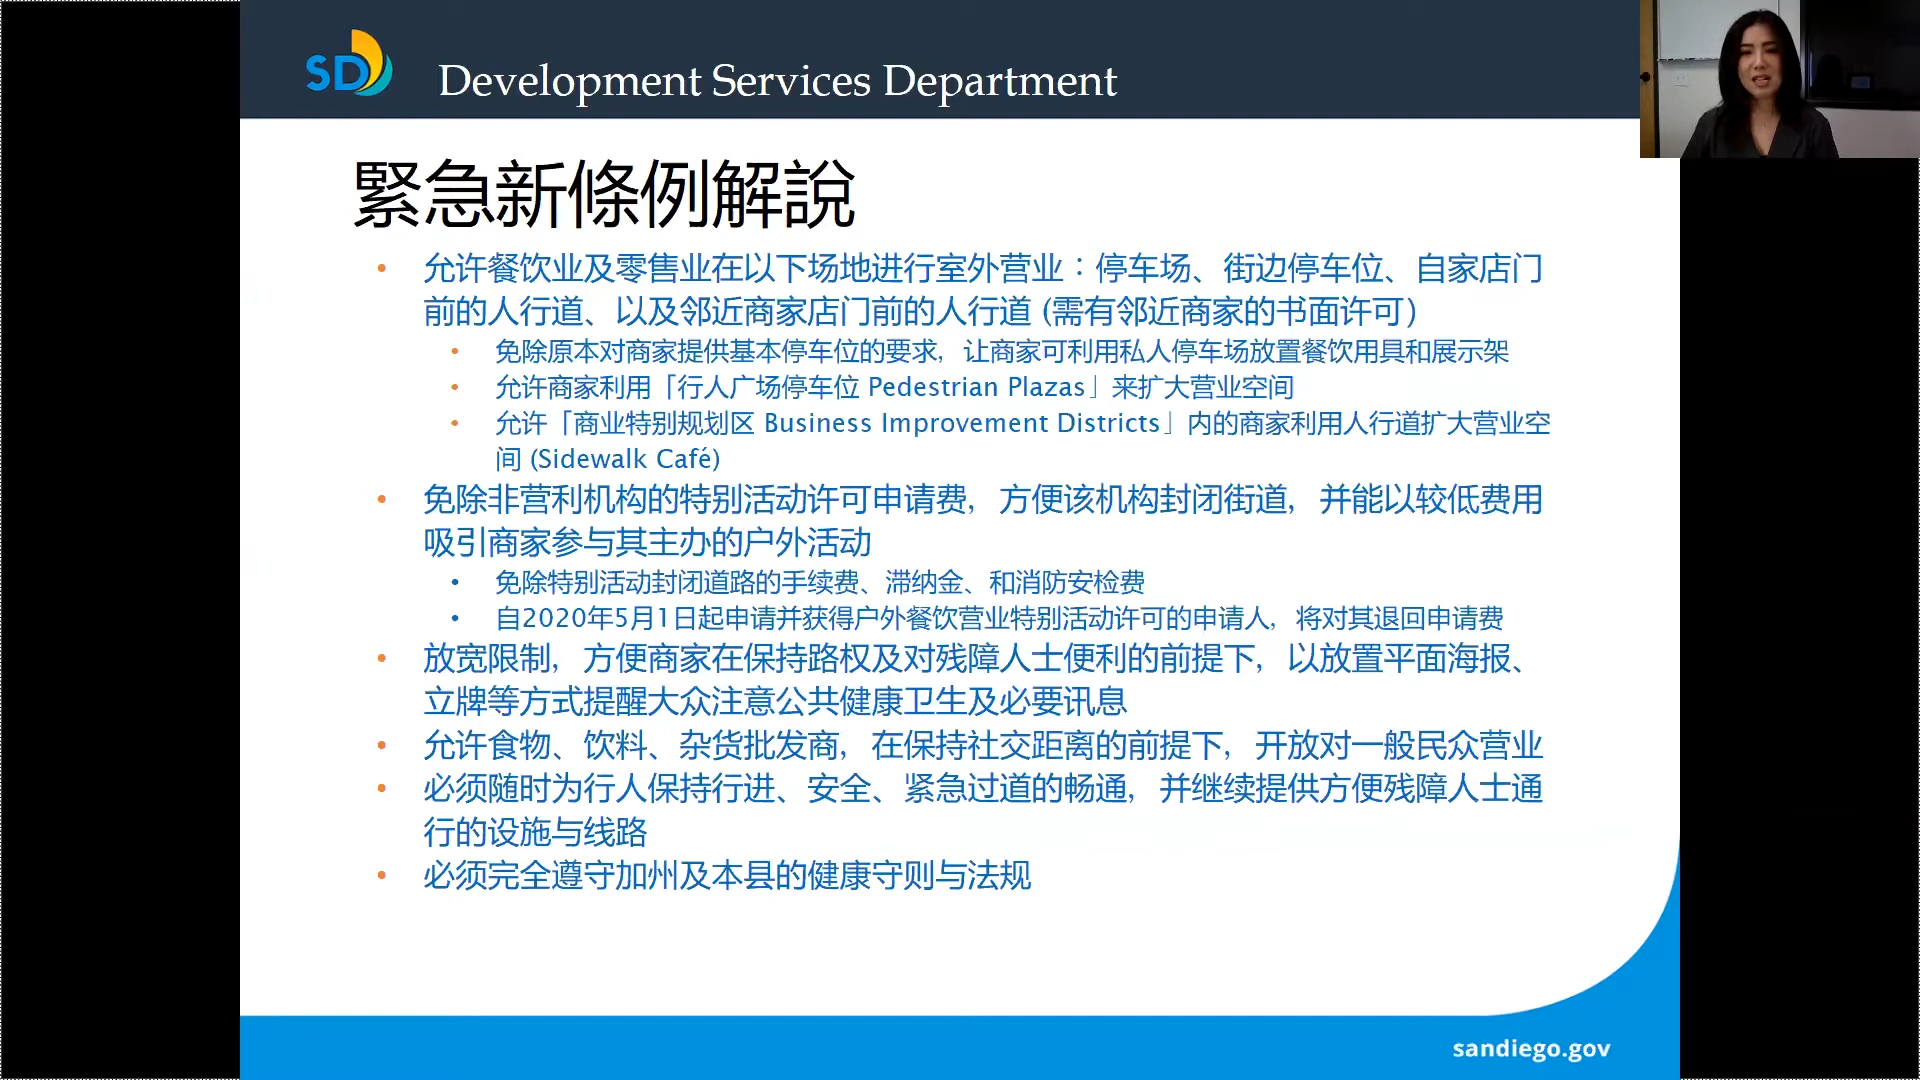 SD
Development Services Department
緊急新條例解說
• 允许餐饮业及零售业在以下场地进行室外营业：停车场、街边停车位、自家店门
前的人行道、以及邻近商家店门前的人行道 (需有邻近商家的书面许可)
• 免除原本对商家提供基本停车位的要求，让商家可利用私人停车场放置餐饮用具和展示架
• 允许商家利用「行人广场停车位 Pedestrian Plazas」来扩大营业空间
• 允许「商业特别规划区 Business Improvement Districts」内的商家利用人行道扩大营业空
间 (Sidewalk Café)
• 免除非营利机构的特别活动许可申请费，方便该机构封闭街道，并能以较低费用
吸引商家参与其主办的户外活动
• 免除特别活动封闭道路的手续费、滞纳金、和消防安检费
• 自2020年5月1日起申请并获得户外餐饮营业特别活动许可的申请人，将对其退回申请费
• 放宽限制，方便商家在保持路权及对残障人士便利的前提下，以放置平面海报、
立牌等方式提醒大众注意公共健康卫生及必要讯息
• 允许食物、饮料、杂货批发商，在保持社交距离的前提下，开放对一般民众营业
• 必须随时为行人保持行进、安全、紧急过道的畅通，并继续提供方便残障人士通
行的设施与线路
• 必须完全遵守加州及本县的健康守则与法规
sandiego.gov